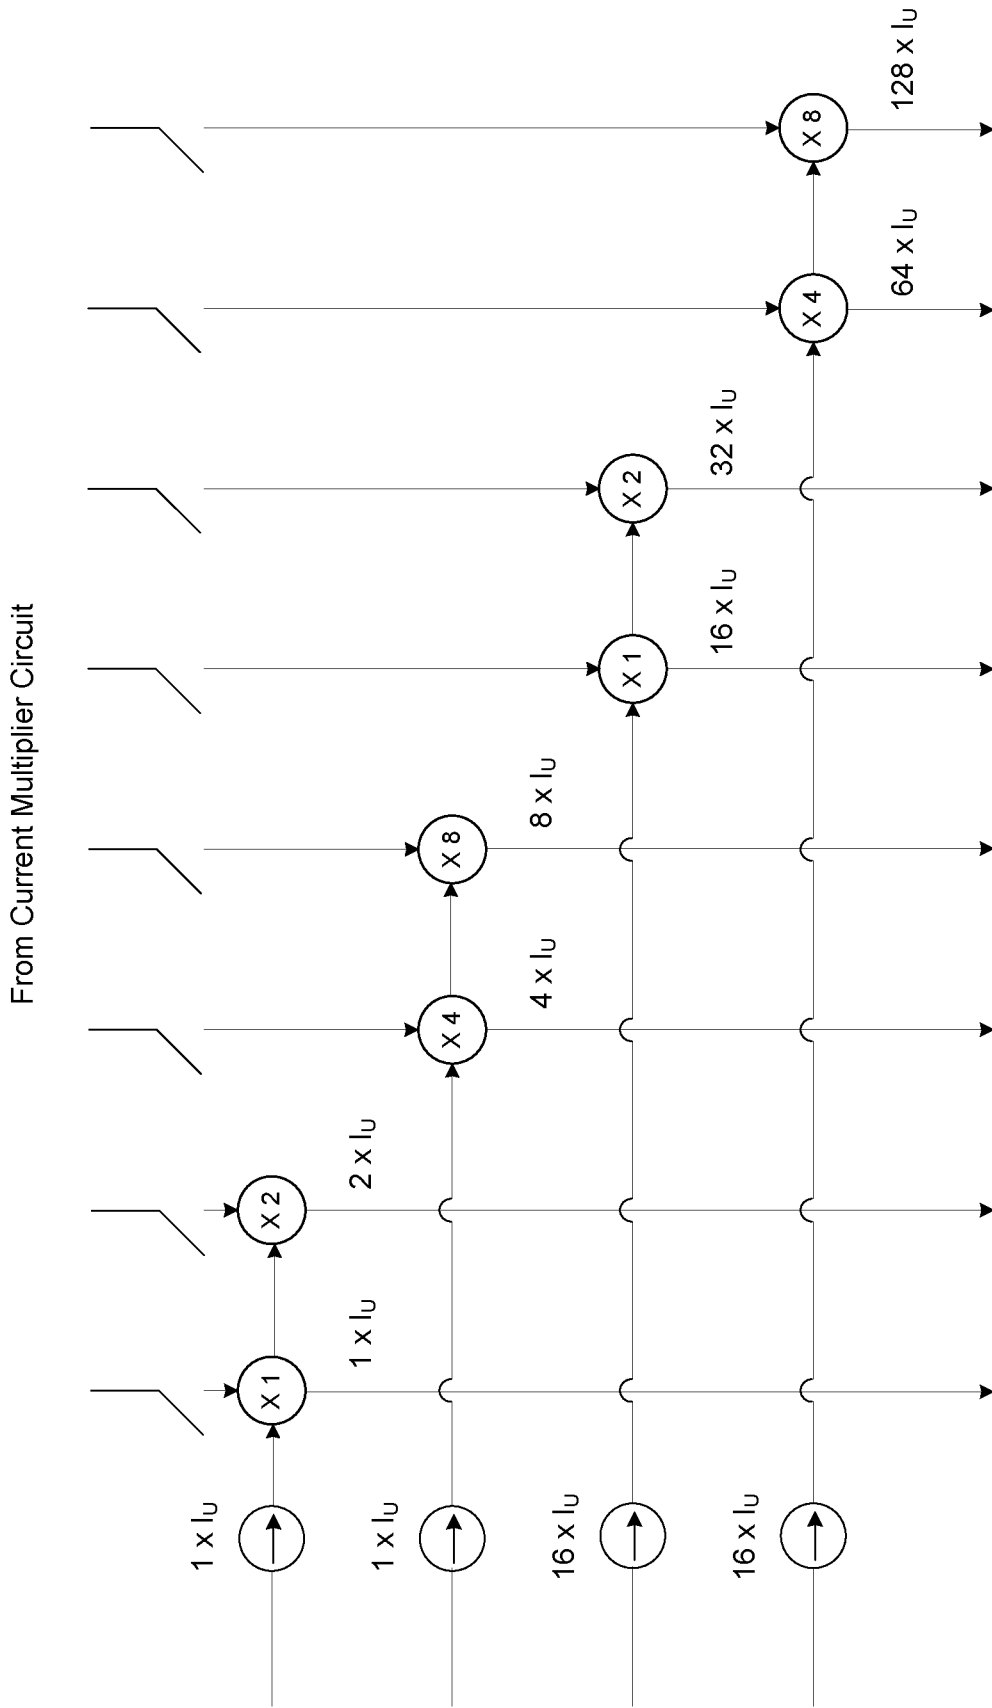 From Current Multiplier Circuit
1 x IU
X 1
1 x IU
X 2
2 x IU
1 x IU
X 4
4 x IU
X 8
8 x IU
16 x IU
X 1
16 x IU
X 2
32 x IU
16 x IU
X 4
64 x IU
X 8
128 x IU